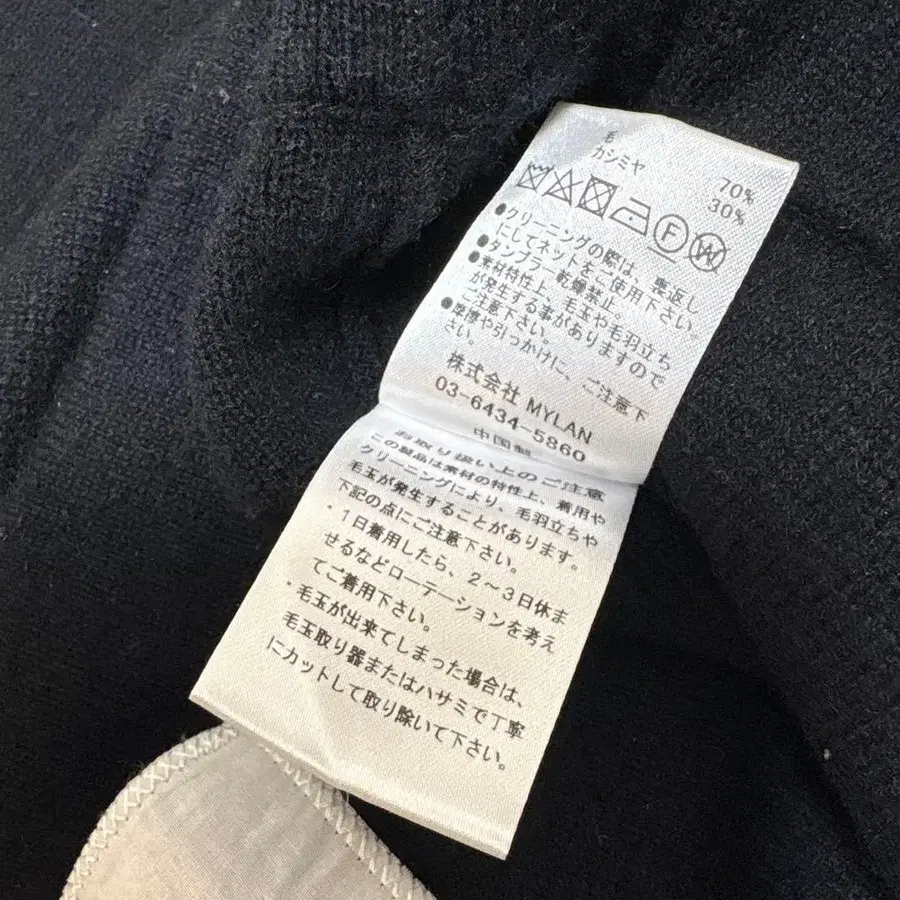 毛 70%
カシミヤ 30%
F W
●クリーニングの際は、裏返し
にしてネットをご使用下さい。
●タンブラー乾燥禁止。
●素材特性上、毛玉や毛羽立ち
が発生する事がありますので
ご注意下さい。
●摩擦や引っかけに、ご注意下
さい。
株式会社 MYLAN
03-6434-5860
中国製
お取り扱い上のご注意
この製品は素材の特性上、着用や
クリーニングにより、毛羽立ちや
毛玉が発生することがあります。
下記の点にご注意下さい。
・1日着用したら、2～3日休ま
せるなどローテーションを考え
てご着用下さい。
・毛玉が出来てしまった場合は、
毛玉取り器またはハサミで丁寧
にカットして取り除いて下さい。